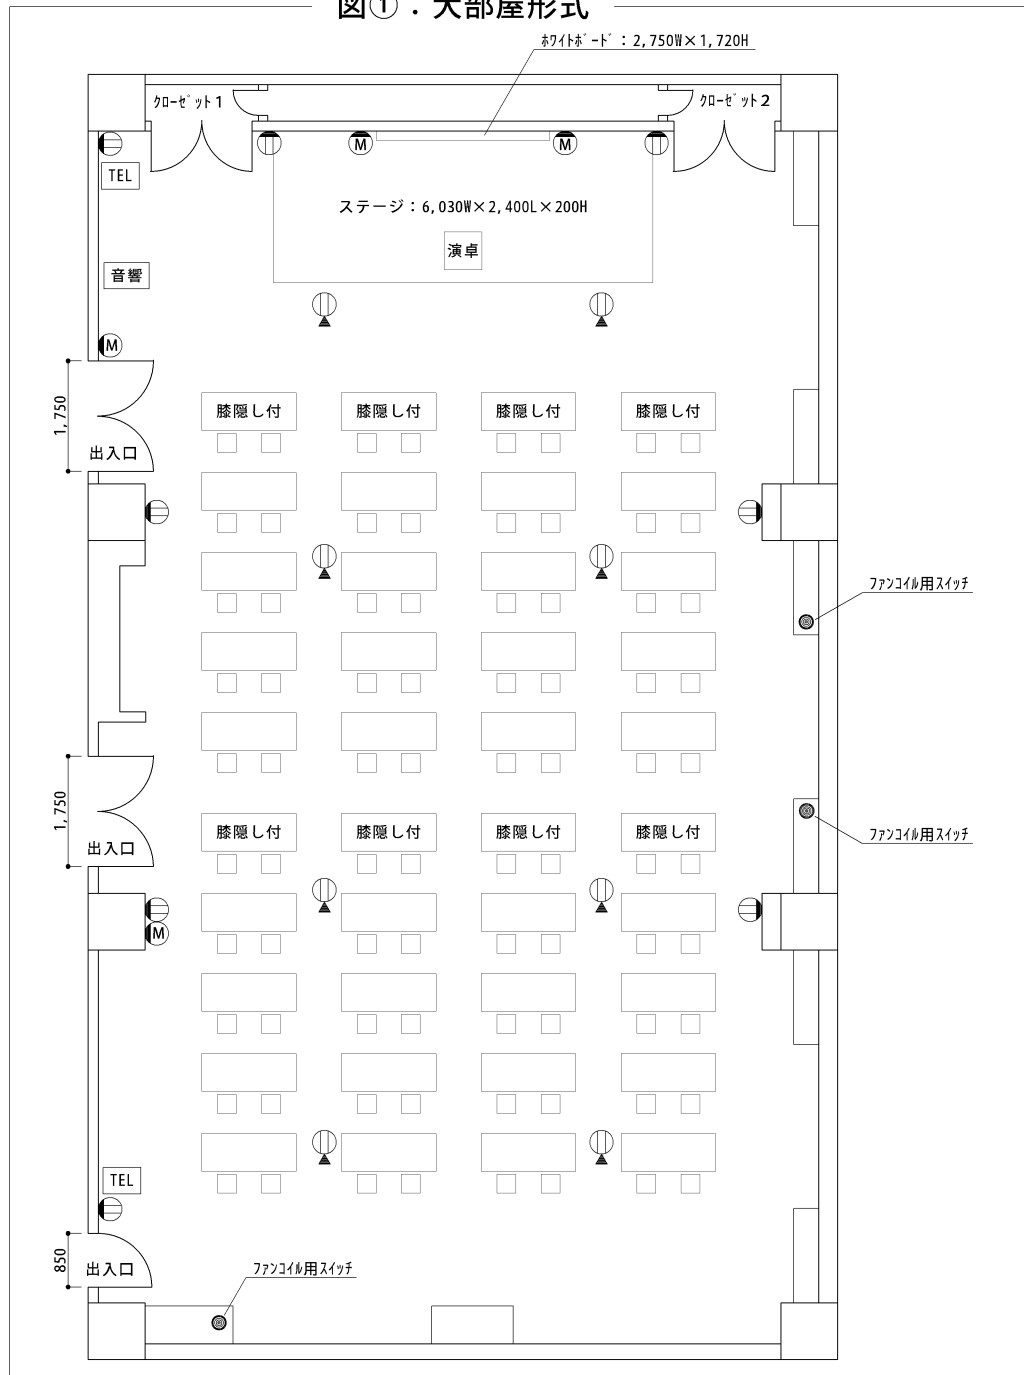 図①：大部屋形式
ﾎﾜｲﾄﾎﾞｰﾄﾞ：2,750W×1,720H
ｸﾛｰｾﾞｯﾄ1
ｸﾛｰｾﾞｯﾄ2
M
M
TEL
ステージ：6,030W×2,400L×200H
演卓
音響
M
1,750
出入口
膝隠し付
膝隠し付
膝隠し付
膝隠し付
ﾌｧﾝｺｲﾙ用ｽｲｯﾁ
1,750
出入口
膝隠し付
膝隠し付
膝隠し付
膝隠し付
ﾌｧﾝｺｲﾙ用ｽｲｯﾁ
M
TEL
850
出入口
ﾌｧﾝｺｲﾙ用ｽｲｯﾁ